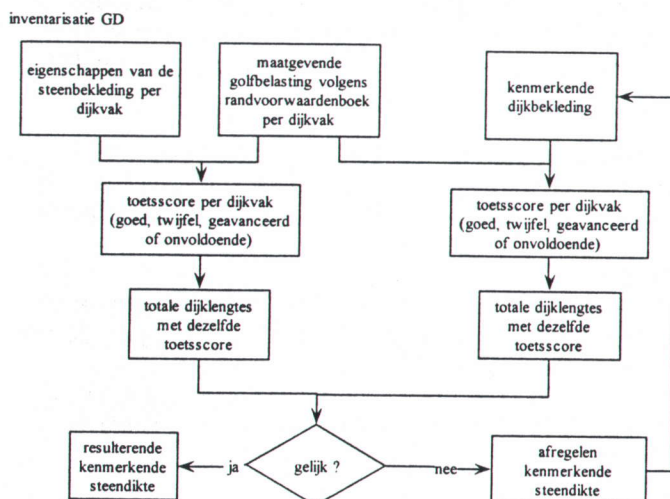 inventarisatie GD
eigenschappen van de
steenbekleding per
dijkvak
maatgevende
golfbelasting volgens
randvoorwaardenboek
per dijkvak
kenmerkende
dijkbekleding
toetsscore per dijkvak
(goed, twijfel, geavanceerd
of onvoldoende)
toetsscore per dijkvak
(goed, twijfel, geavanceerd
of onvoldoende)
totale dijklengtes
met dezelfde
toetsscore
totale dijklengtes
met dezelfde
toetsscore
resulterende
kenmerkende
steendikte
ja
gelijk ?
nee
afregelen
kenmerkende
steendikte